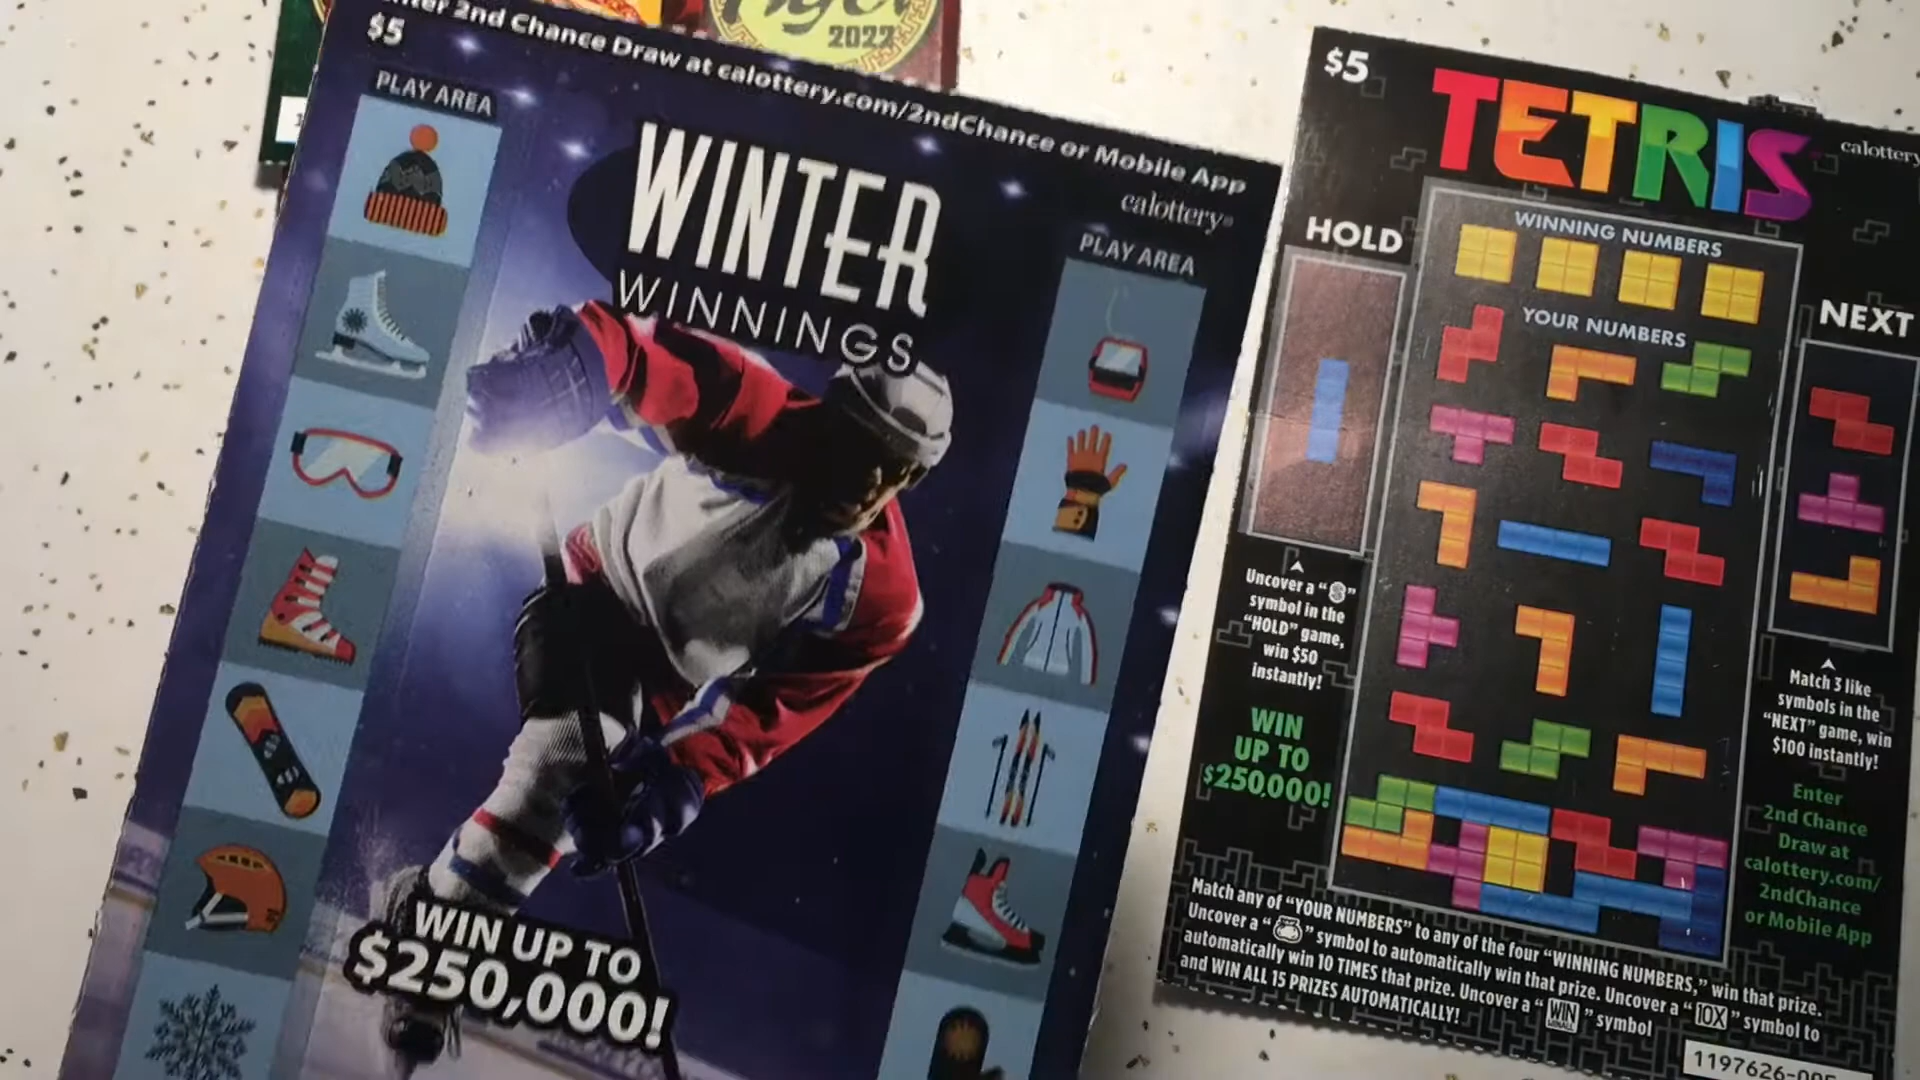 2022
Enter 2nd Chance Draw at calottery.com/2ndChance or Mobile App
$5
calottery
PLAY AREA
WINTER
WINNINGS
PLAY AREA
WIN UP TO
$250,000!
$5
TETRIS
calottery
HOLD
WINNING NUMBERS
YOUR NUMBERS
NEXT
Uncover a "$"
symbol in the
"HOLD" game,
win $50
instantly!
WIN
UP TO
$250,000!
Match 3 like
symbols in the
"NEXT" game, win
$100 instantly!
Enter
2nd Chance
Draw at
calottery.com/
2ndChance
or Mobile App
Match any of "YOUR NUMBERS" to any of the four "WINNING NUMBERS," win that prize.
Uncover a " " symbol to automatically win that prize. Uncover a "10X" symbol to
automatically win 10 TIMES that prize. Uncover a "WIN" symbol
and WIN ALL 15 PRIZES AUTOMATICALLY!
1197626-005